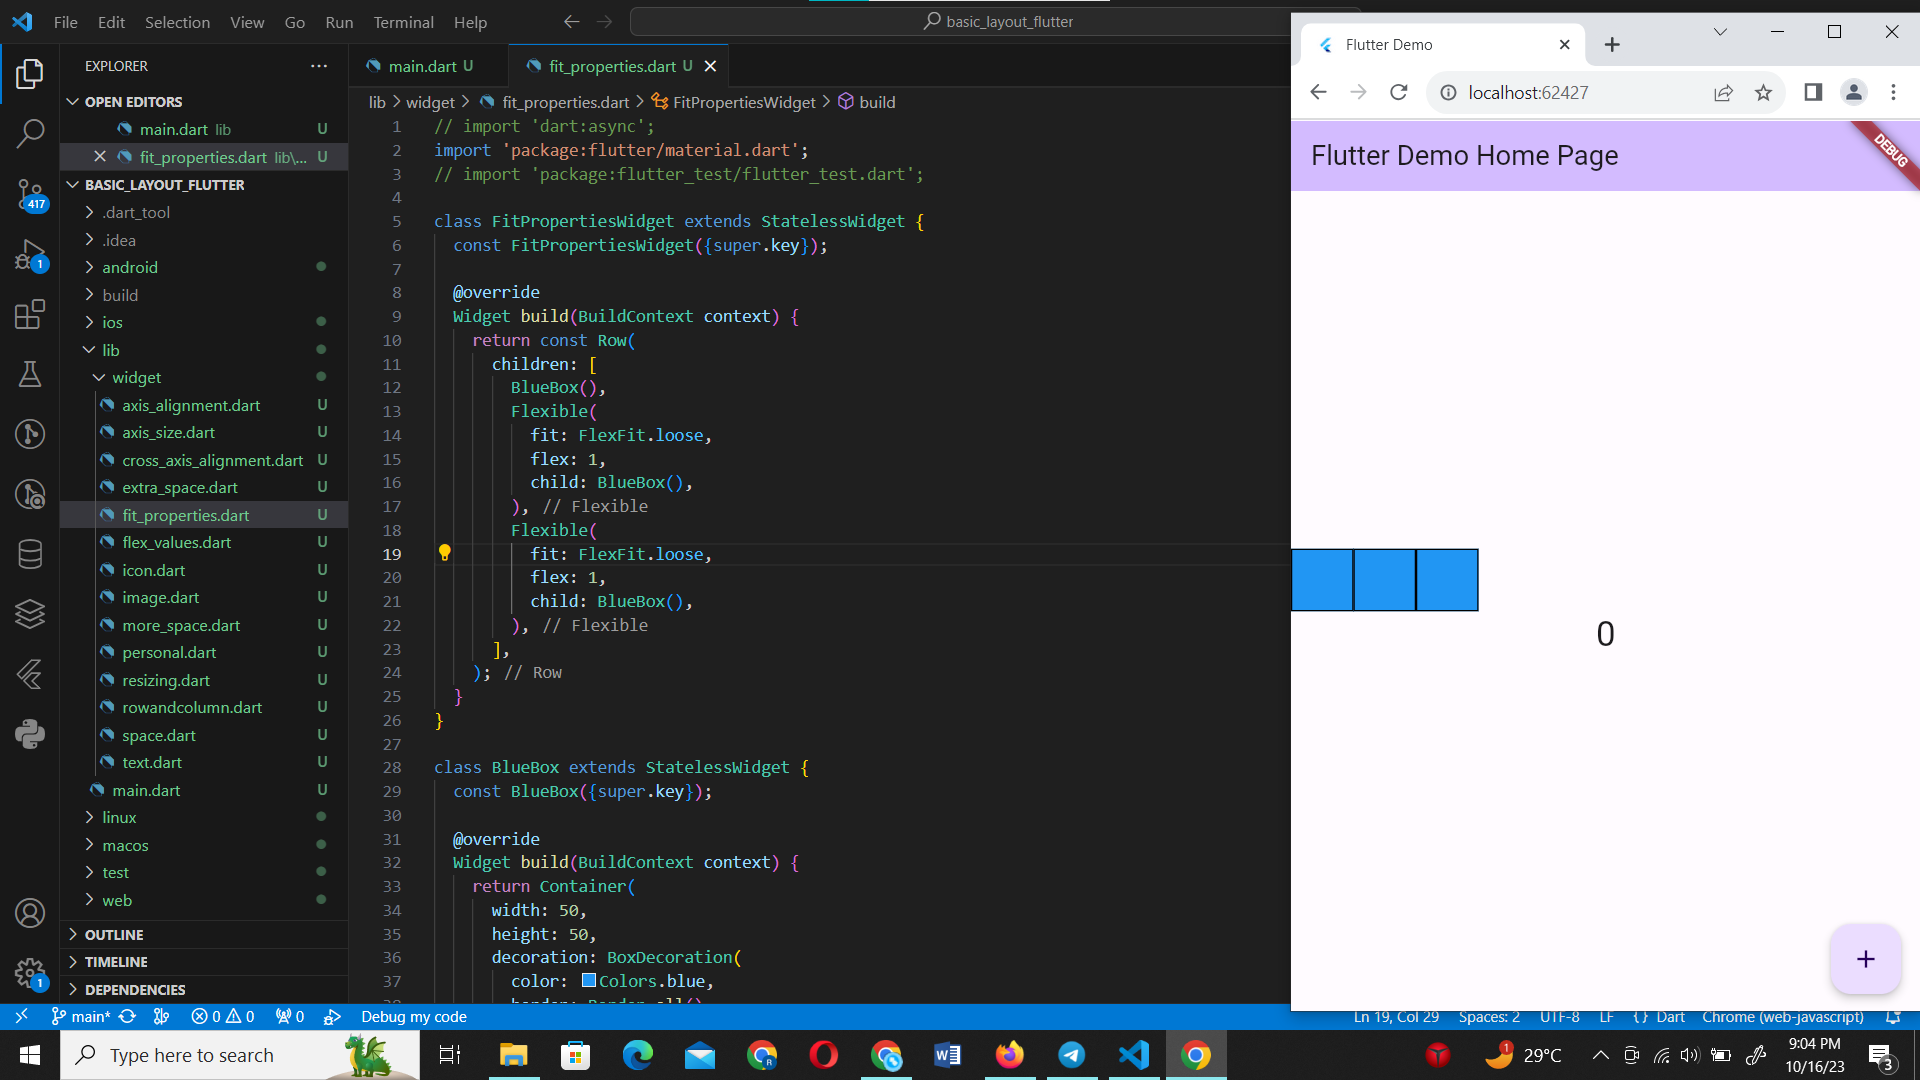 File Edit Selection View Go Run Terminal Help
basic_layout_flutter
EXPLORER
OPEN EDITORS
main.dart lib U
fit_properties.dart lib\... U
BASIC_LAYOUT_FLUTTER
.dart_tool
.idea
android
build
ios
lib
widget
axis_alignment.dart U
axis_size.dart U
cross_axis_alignment.dart U
extra_space.dart U
fit_properties.dart U
flex_values.dart U
icon.dart U
image.dart U
more_space.dart U
personal.dart U
resizing.dart U
rowandcolumn.dart U
space.dart U
text.dart U
main.dart U
linux
macos
test
web
OUTLINE
TIMELINE
DEPENDENCIES
417
1
1
main.dart U
fit_properties.dart U
lib > widget > fit_properties.dart > FitPropertiesWidget > build
1 // import 'dart:async';
2 import 'package:flutter/material.dart';
3 // import 'package:flutter_test/flutter_test.dart';
4
5 class FitPropertiesWidget extends StatelessWidget {
6 const FitPropertiesWidget({super.key});
7
8 @override
9 Widget build(BuildContext context) {
10 return const Row(
11 children: [
12 BlueBox(),
13 Flexible(
14 fit: FlexFit.loose,
15 flex: 1,
16 child: BlueBox(),
17 ), // Flexible
18 Flexible(
19 fit: FlexFit.loose,
20 flex: 1,
21 child: BlueBox(),
22 ), // Flexible
23 ],
24 ); // Row
25 }
26 }
27
28 class BlueBox extends StatelessWidget {
29 const BlueBox({super.key});
30
31 @override
32 Widget build(BuildContext context) {
33 return Container(
34 width: 50,
35 height: 50,
36 decoration: BoxDecoration(
37 color: Colors.blue,
Flutter Demo
localhost:62427
Flutter Demo Home Page
DEBUG
0
+
main* 0 0 0 Debug my code
Ln 19, Col 29 Spaces: 2 UTF-8 LF {} Dart Chrome (web-javascript)
Type here to search
1
29°C
9:04 PM
10/16/23
3